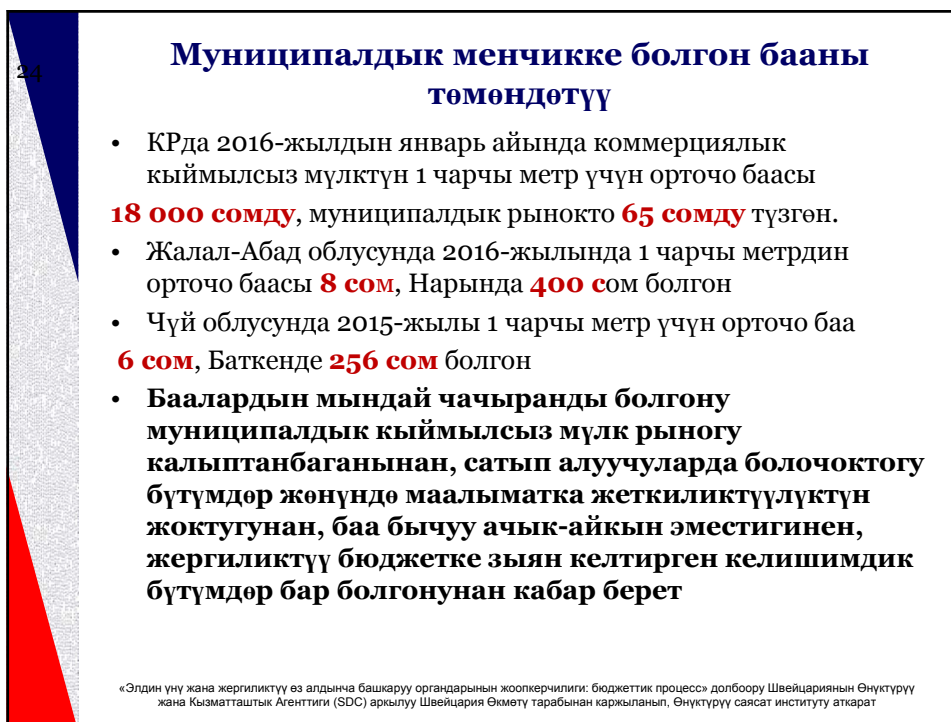 24
Муниципалдык менчикке болгон бааны
төмөндөтүү
• КРда 2016-жылдын январь айында коммерциялык
кыймылсыз мүлктүн 1 чарчы метр үчүн орточо баасы
18 000 сомду, муниципалдык рынокто 65 сомду түзгөн.
• Жалал-Абад облусунда 2016-жылында 1 чарчы метрдин
орточо баасы 8 сом, Нарында 400 сом болгон
• Чүй облусунда 2015-жылы 1 чарчы метр үчүн орточо баа
6 сом, Баткенде 256 сом болгон
• Баалардын мындай чачыранды болгону
муниципалдык кыймылсыз мүлк рыногу
калыптанбаганынан, сатып алуучуларда болочоктогу
бүтүмдөр жөнүндө маалыматка жеткиликтүүлүктүн
жоктугунан, баа бычуу ачык-айкын эместигинен,
жергиликтүү бюджетке зыян келтирген келишимдик
бүтүмдөр бар болгонунан кабар берет
«Элдин үнү жана жергиликтүү өз алдынча башкаруу органдарынын жоопкерчилиги: бюджеттик процесс» долбоору Швейцариянын Өнүктүрүү
жана Кызматташтык Агенттиги (SDC) аркылуу Швейцария Өкмөтү тарабынан каржыланып, Өнүктүрүү саясат институту аткарат